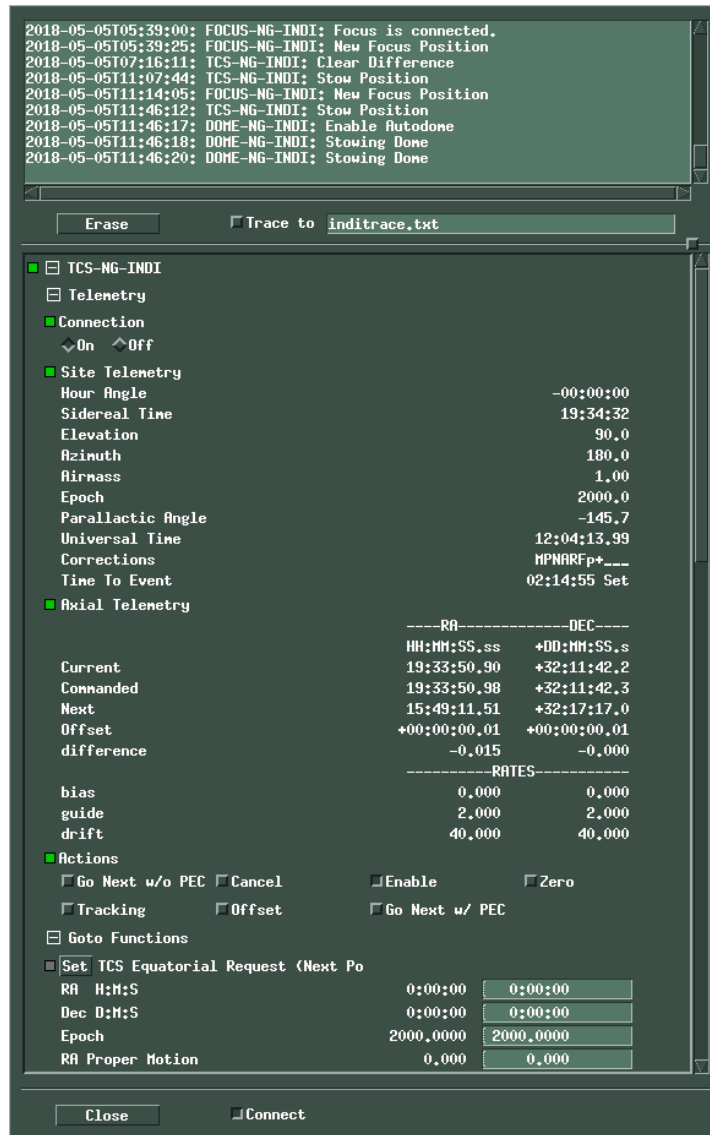 2018-05-05T05:39:00: FOCUS-NG-INDI: Focus is connected.
2018-05-05T05:39:25: FOCUS-NG-INDI: New Focus Position
2018-05-05T07:16:11: TCS-NG-INDI: Clear Difference
2018-05-05T11:07:44: TCS-NG-INDI: Stow Position
2018-05-05T11:14:05: FOCUS-NG-INDI: New Focus Position
2018-05-05T11:46:12: TCS-NG-INDI: Stow Position
2018-05-05T11:46:17: DOME-NG-INDI: Enable Autodome
2018-05-05T11:46:18: DOME-NG-INDI: Stowing Dome
2018-05-05T11:46:20: DOME-NG-INDI: Stowing Dome
Erase Trace to inditrace.txt
TCS-NG-INDI
Telemetry
Connection
On Off
Site Telemetry
Hour Angle -00:00:00
Sidereal Time 19:34:32
Elevation 90.0
Azimuth 180.0
Airmass 1.00
Epoch 2000.0
Parallactic Angle -145.7
Universal Time 12:04:13.99
Corrections MPNARFp+___
Time To Event 02:14:55 Set
Axial Telemetry
----RA-------------DEC----
HH:MM:SS.ss +DD:MM:SS.s
Current 19:33:50.90 +32:11:42.2
Commanded 19:33:50.98 +32:11:42.3
Next 15:49:11.51 +32:17:17.0
Offset +00:00:00.01 +00:00:00.01
difference -0.015 -0.000
----------RATES-----------
bias 0.000 0.000
guide 2.000 2.000
drift 40.000 40.000
Actions
Go Next w/o PEC Cancel Enable Zero
Tracking Offset Go Next w/ PEC
Goto Functions
Set TCS Equatorial Request (Next Po
RA H:M:S 0:00:00 0:00:00
Dec D:M:S 0:00:00 0:00:00
Epoch 2000.0000 2000.0000
RA Proper Motion 0.000 0.000
Close Connect